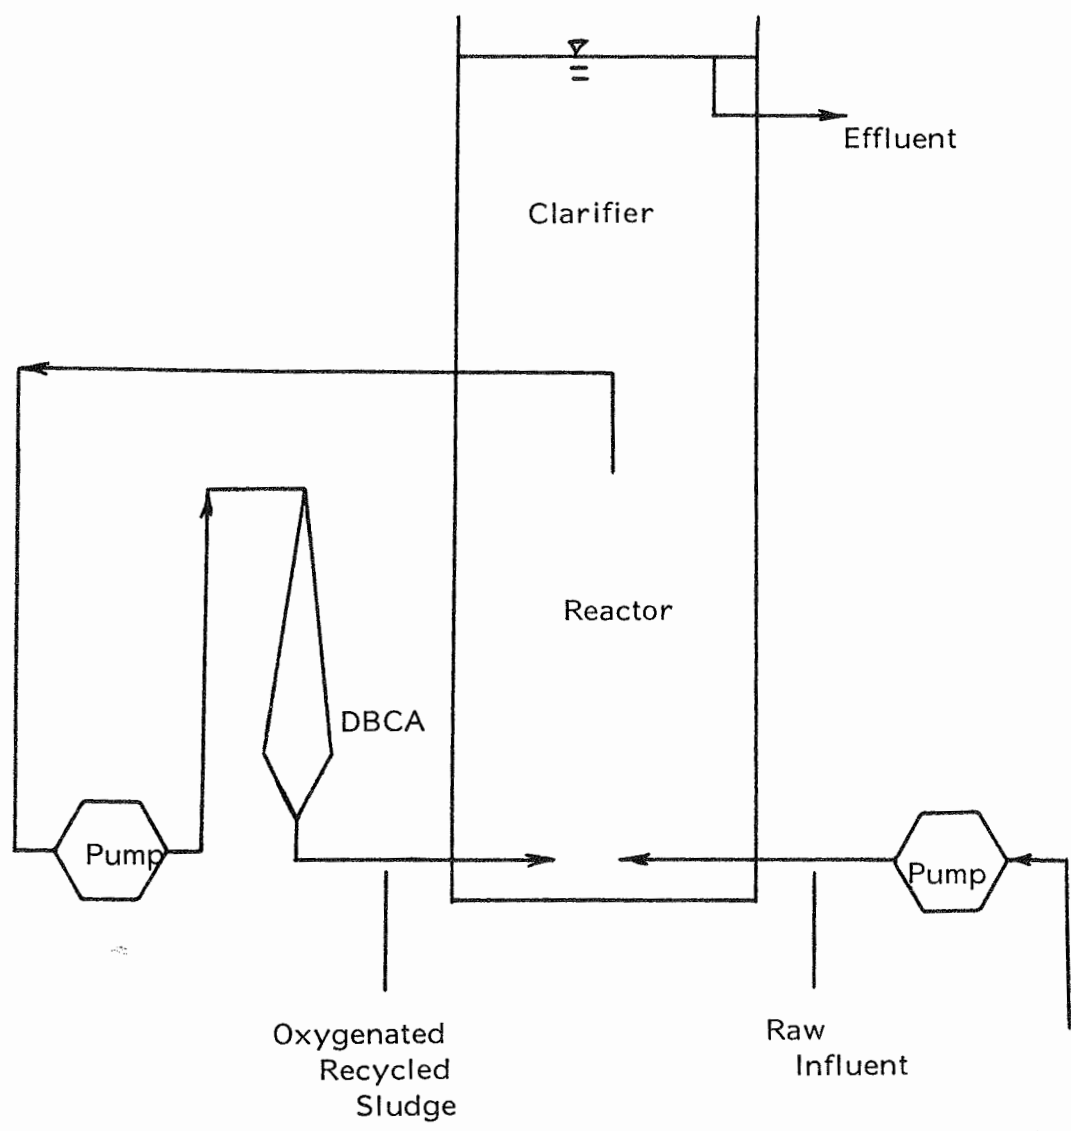 Effluent
Clarifier
Reactor
DBCA
Pump
Pump
Oxygenated
Recycled
Sludge
Raw
Influent